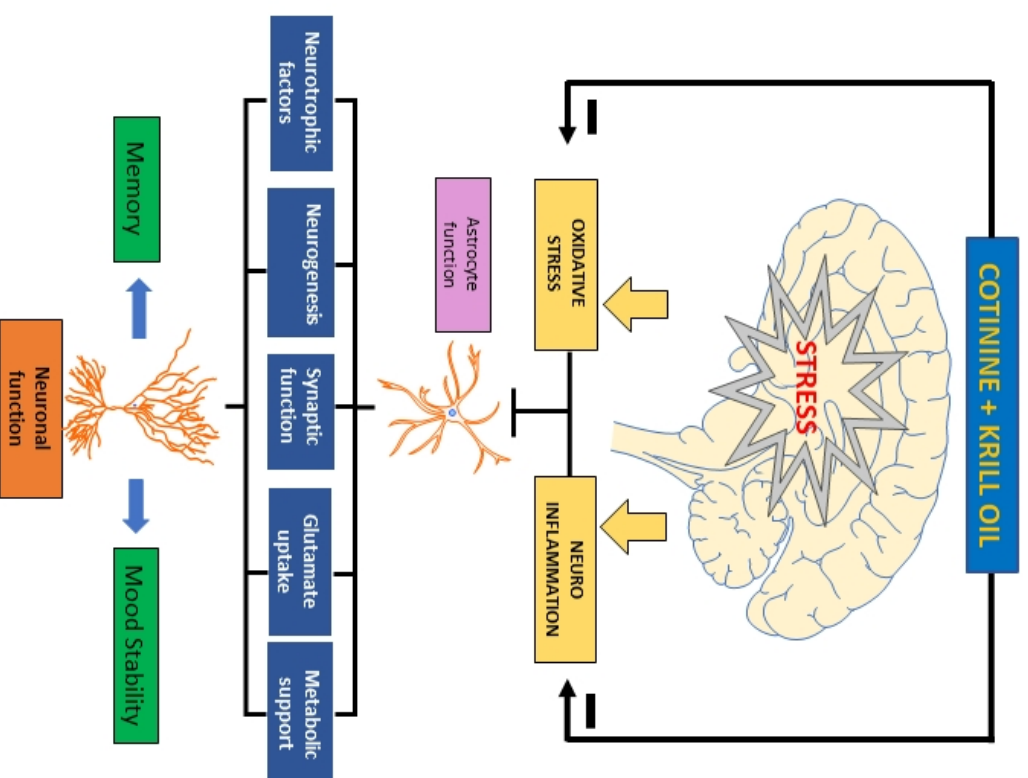 COTININE + KRILL OIL
STRESS
OXIDATIVE
STRESS
NEURO
INFLAMMATION
Astrocyte
function
Neurotrophic
factors
Neurogenesis
Synaptic
function
Glutamate
uptake
Metabolic
support
Memory
Mood Stability
Neuronal
function